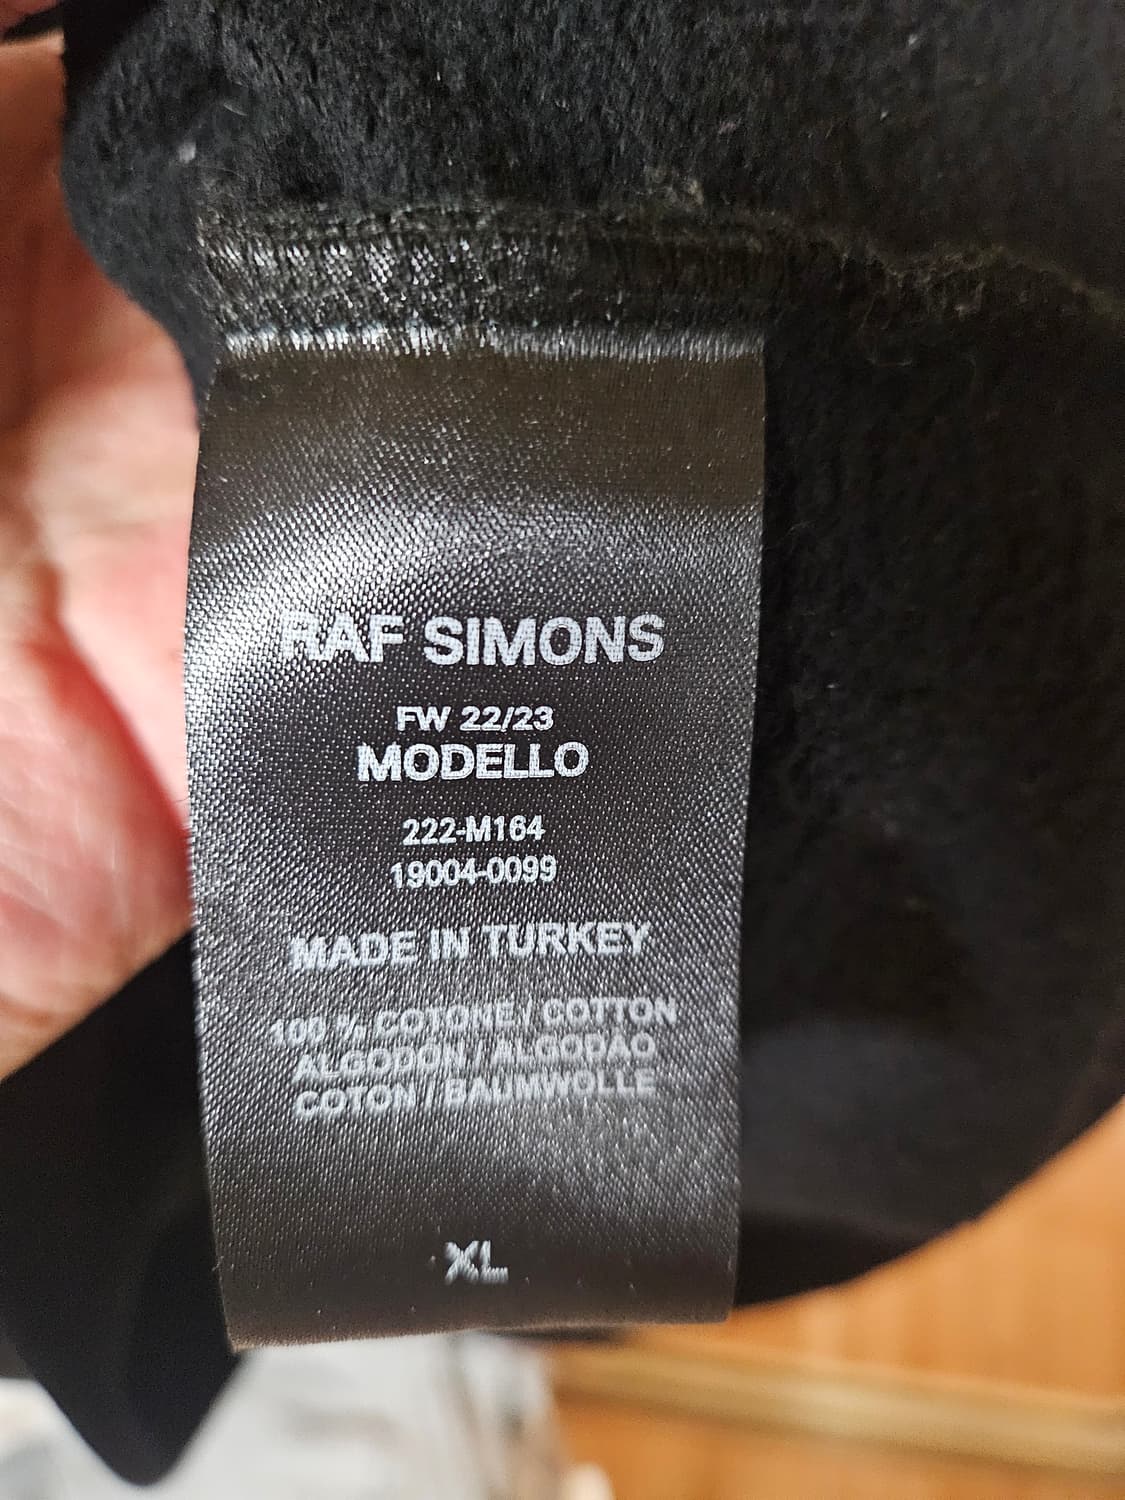 RAF SIMONS
FW 22/23
MODELLO
222-M164
19004-0099
MADE IN TURKEY
100 % COTONE / COTTON
ALGODÓN / ALGODÃO
COTON / BAUMWOLLE
XL